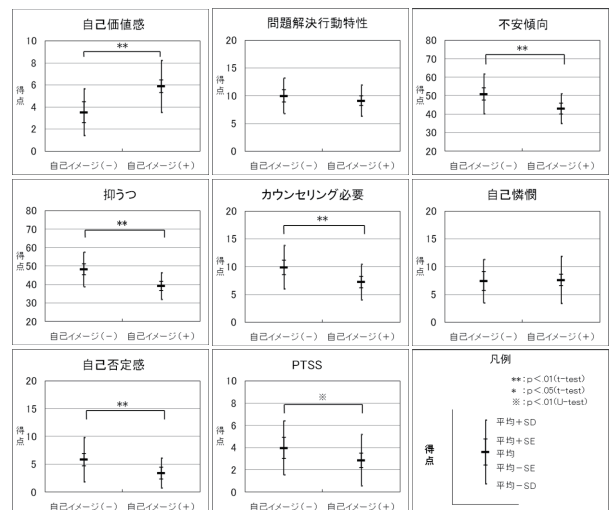 自己価値感
**
10
8
6
4
2
0
得点
自己イメージ(-) 自己イメージ(+)
問題解決行動特性
20
15
10
5
0
得点
自己イメージ(-) 自己イメージ(+)
不安傾向
**
80
70
60
50
40
30
20
得点
自己イメージ(-) 自己イメージ(+)
抑うつ
**
80
70
60
50
40
30
20
得点
自己イメージ(-) 自己イメージ(+)
カウンセリング必要
**
20
15
10
5
0
得点
自己イメージ(-) 自己イメージ(+)
自己憐憫
20
15
10
5
0
得点
自己イメージ(-) 自己イメージ(+)
自己否定感
**
20
15
10
5
0
得点
自己イメージ(-) 自己イメージ(+)
PTSS
※
10
8
6
4
2
0
得点
自己イメージ(-) 自己イメージ(+)
凡例
**:p<.01(t-test)
* :p<.05(t-test)
※:p<.01(U-test)
得点
平均+SD
平均+SE
平均
平均-SE
平均-SD